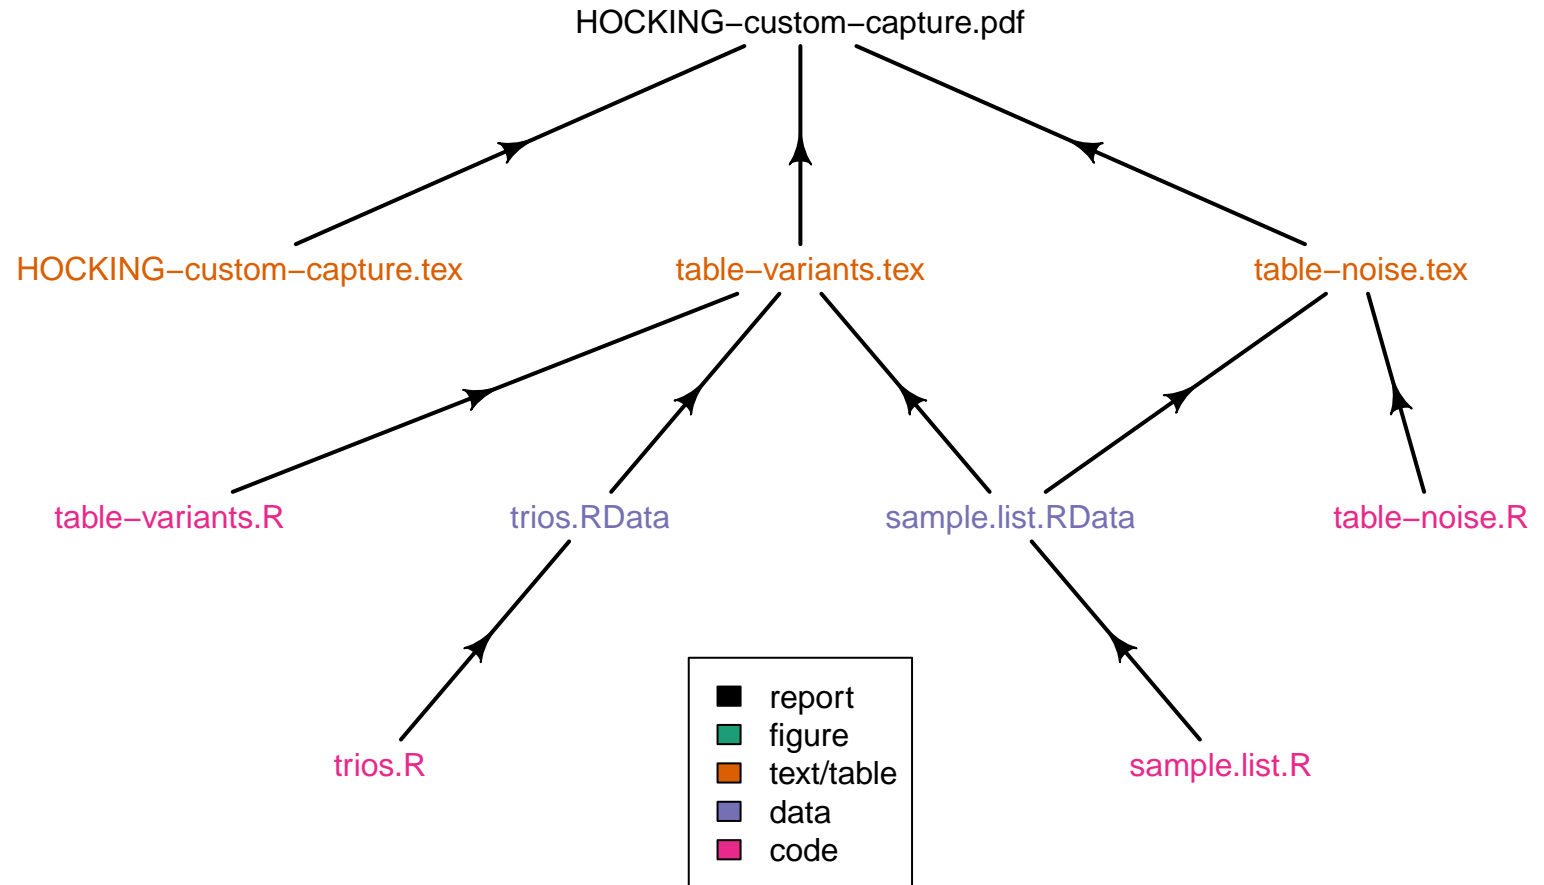 HOCKING−custom−capture.pdf
HOCKING−custom−capture.tex
table−variants.tex
table−noise.tex
table−variants.R
trios.RData
sample.list.RData
table−noise.R
trios.R
sample.list.R
report
figure
text/table
data
code